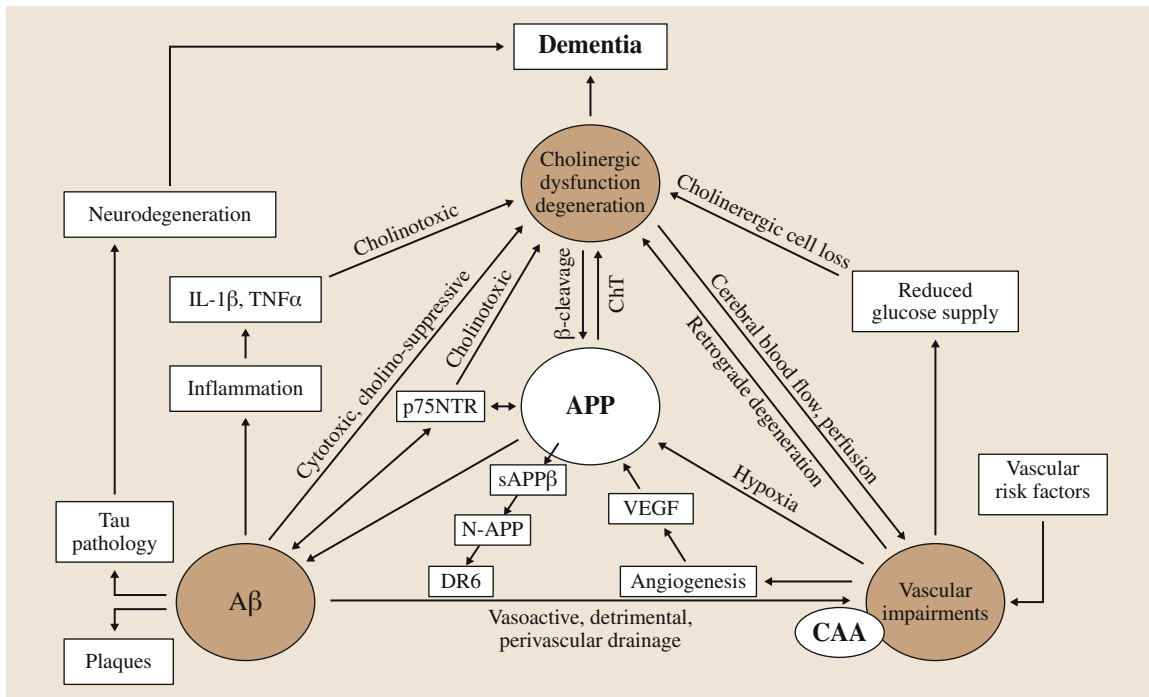 Dementia
Cholinergic
dysfunction
degeneration
Neurodegeneration
Cholinotoxic
Cholinerergic cell loss
IL-1β, TNFα
Cytotoxic, cholino-suppressive
Cholinotoxic
β-cleavage
ChT
Cerebral blood flow, perfusion
Retrograde degeneration
Reduced
glucose supply
Inflammation
p75NTR
APP
Hypoxia
Vascular
risk factors
sAPPβ
VEGF
N-APP
Tau
pathology
DR6
Angiogenesis
Aβ
Vascular
impairments
Vasoactive, detrimental,
perivascular drainage
CAA
Plaques